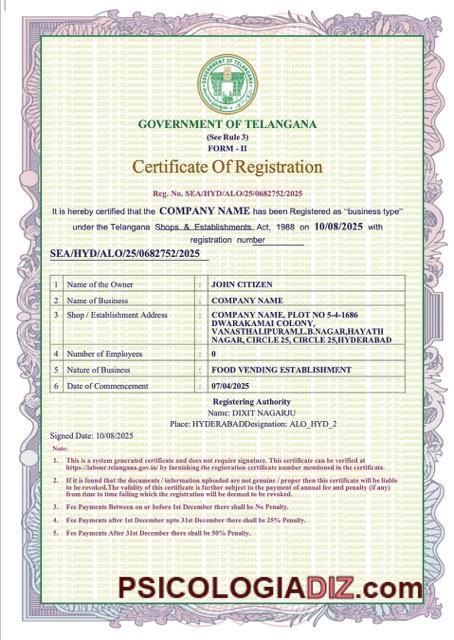 GOVERNMENT OF TELANGANA
(See Rule 3)
FORM - II
Certificate Of Registration
Reg. No. SEA/HYD/ALO/25/0682752/2025
It is hereby certified that the COMPANY NAME has been Registered as "business type"
under the Telangana Shops & Establishments Act, 1988 on 10/08/2025 with
registration number
SEA/HYD/ALO/25/0682752/2025
1 Name of the Owner : JOHN CITIZEN
2 Name of Business : COMPANY NAME
3 Shop / Establishment Address : COMPANY NAME, PLOT NO 5-4-1686
DWARAKAMAI COLONY,
VANASTHALIPURAM,L.B.NAGAR,HAYATH
NAGAR, CIRCLE 25, CIRCLE 25,HYDERABAD
4 Number of Employees : 0
5 Nature of Business : FOOD VENDING ESTABLISHMENT
6 Date of Commencement : 07/04/2025
Registering Authority
Name: DIXIT NAGARJU
Place: HYDERABADDesignation: ALO_HYD_2
Signed Date: 10/08/2025
Note:
1. This is a system generated certificate and does not require signature. This certificate can be verified at
https://labour.telangana.gov.in/ by furnishing the registration certificate number mentioned in the certificate.
2. If it is found that the documents / information uploaded are not genuine / proper then this certificate will be liable
to be revoked.The validity of this certificate is further subject to the payment of annual fee and penalty (if any)
from time to time failing which the registration will be deemed to be revoked.
3. Fee Payments Between on or before 1st December there shall be No Penalty.
4. Fee Payments after 1st December upto 31st December there shall be 25% Penalty.
5. Fee Payments After 31st December there shall be 50% Penalty.
PSICOLOGIADIZ.com